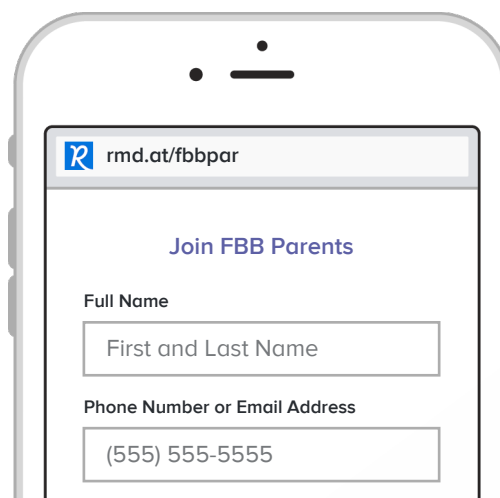 rmd.at/fbbpar
Join FBB Parents
Full Name
First and Last Name
Phone Number or Email Address
(555) 555-5555